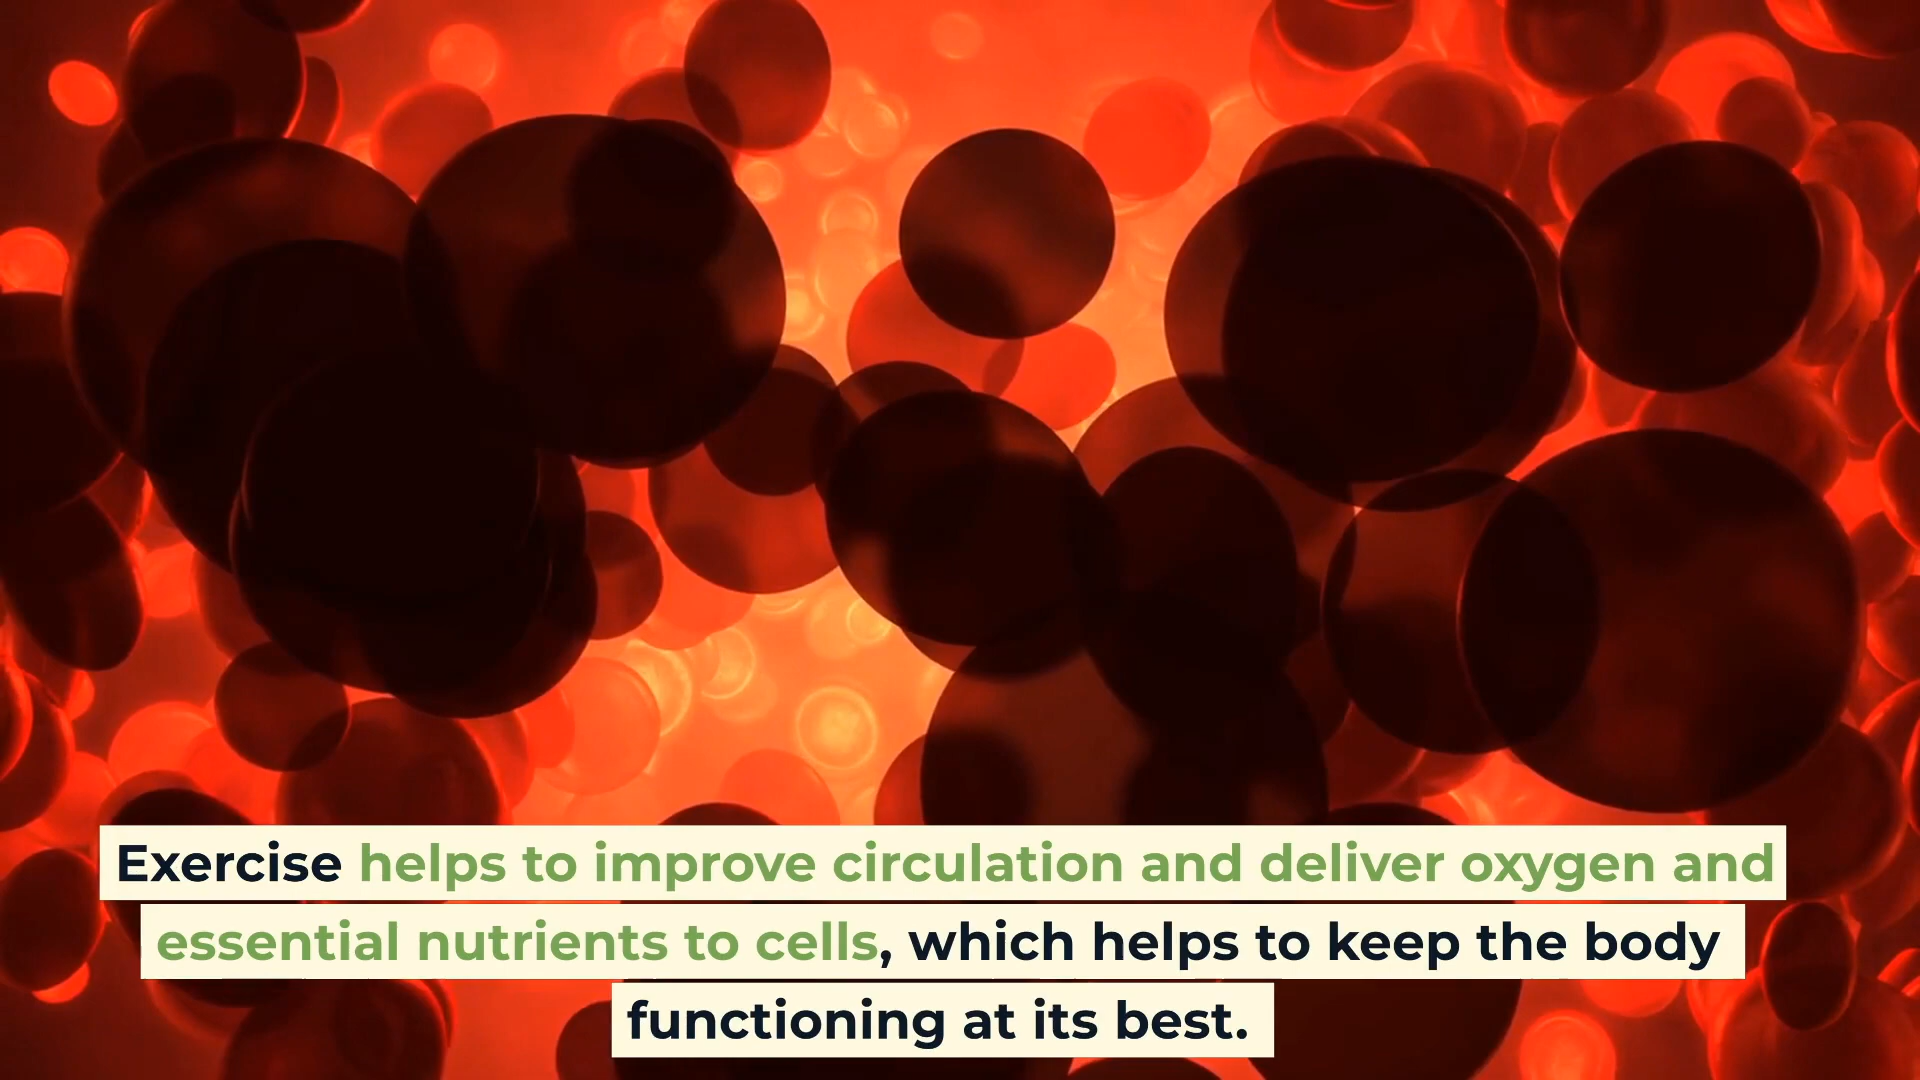 Exercise helps to improve circulation and deliver oxygen and
essential nutrients to cells, which helps to keep the body
functioning at its best.